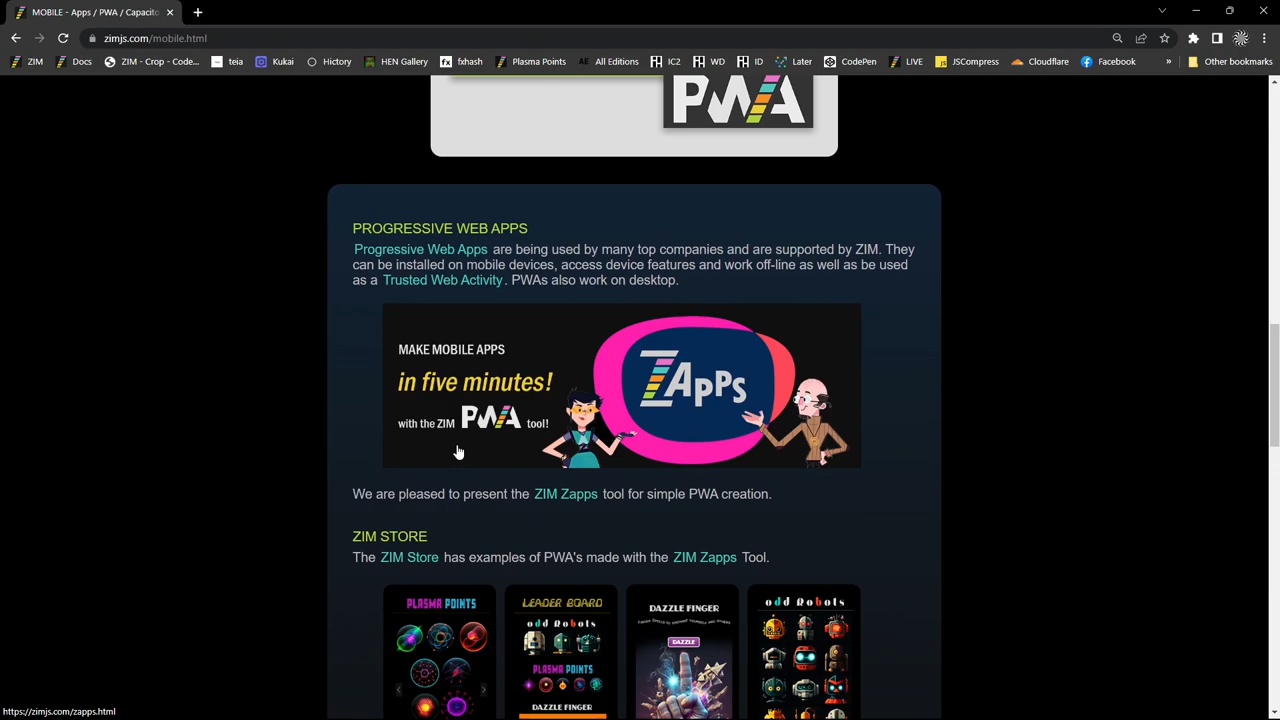 MOBILE - Apps / PWA / Capacito
zimjs.com/mobile.html
ZIM Docs ZIM - Crop - Code... teia Kukai Hictory HEN Gallery fxhash Plasma Points All Editions IC2 WD ID Later CodePen LIVE JSCompress Cloudflare Facebook » Other bookmarks
PWA
PROGRESSIVE WEB APPS
Progressive Web Apps are being used by many top companies and are supported by ZIM. They
can be installed on mobile devices, access device features and work off-line as well as be used
as a Trusted Web Activity. PWAs also work on desktop.
MAKE MOBILE APPS
in five minutes!
with the ZIM PWA tool!
ZAPPS
We are pleased to present the ZIM Zapps tool for simple PWA creation.
ZIM STORE
The ZIM Store has examples of PWA's made with the ZIM Zapps Tool.
PLASMA POINTS
LEADER BOARD
odd Robots
PLASMA POINTS
DAZZLE FINGER
DAZZLE FINGER
DAZZLE
odd Robots
https://zimjs.com/zapps.html